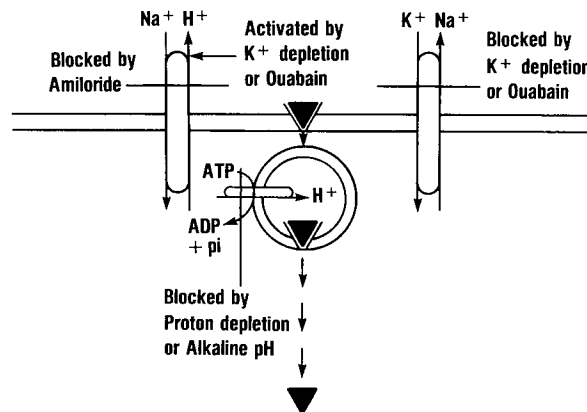 Na+ H+
Activated by
K+ depletion
or Ouabain
Blocked by
Amiloride
K+ Na+
Blocked by
K+ depletion
or Ouabain
ATP
H+
ADP
+ pi
Blocked by
Proton depletion
or Alkaline pH